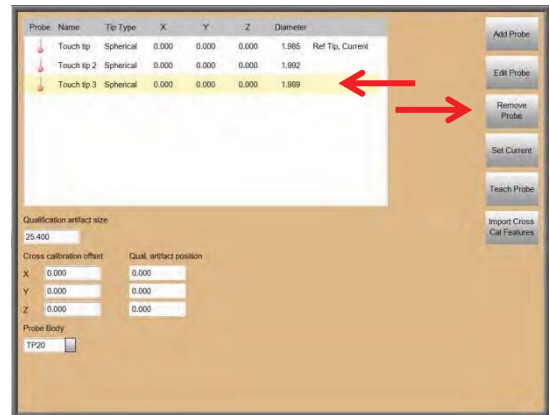 Probe Name Tip Type X Y Z Diameter
Touch tip Spherical 0.000 0.000 0.000 1.985 Ref Tip, Current
Touch tip 2 Spherical 0.000 0.000 0.000 1.992
Touch tip 3 Spherical 0.000 0.000 0.000 1.989
Add Probe
Edit Probe
Remove
Probe
Set Current
Teach Probe
Import Cross
Cal Features
Qualification artifact size
25.400
Cross calibration offset Qual. artifact position
X 0.000 0.000
Y 0.000 0.000
Z 0.000 0.000
Probe Body
TP20